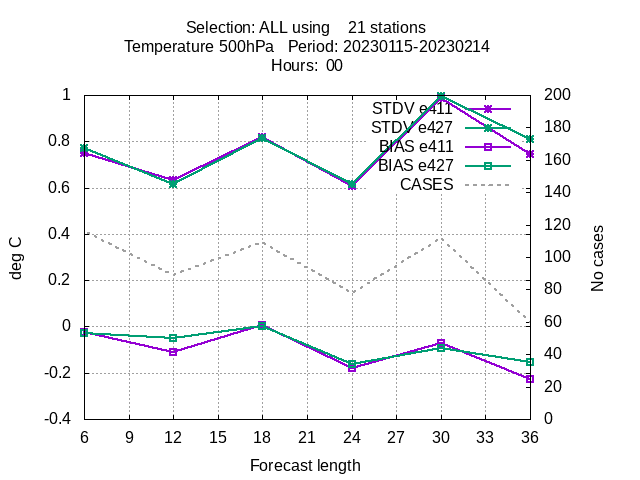 Selection: ALL using 21 stations
Temperature 500hPa Period: 20230115-20230214
Hours: 00
1 200
STDV e411
STDV e427
BIAS e411
BIAS e427
CASES
180
0.8 160
0.6 140
120
0.4 100
0.2 80
0 60
40
-0.2 20
-0.4 0
deg C
No cases
6 9 12 15 18 21 24 27 30 33 36
Forecast length